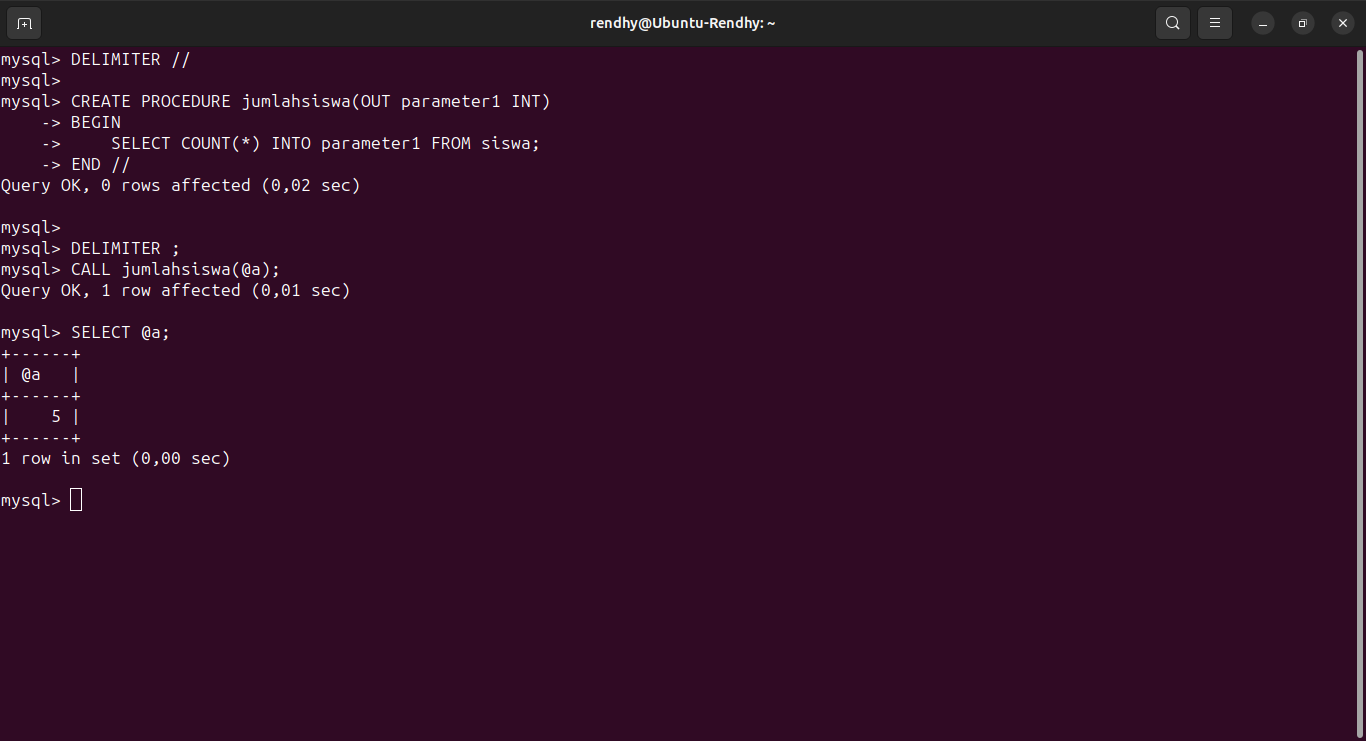 rendhy@Ubuntu-Rendhy: ~
mysql> DELIMITER //
mysql>
mysql> CREATE PROCEDURE jumlahsiswa(OUT parameter1 INT)
    -> BEGIN
    ->     SELECT COUNT(*) INTO parameter1 FROM siswa;
    -> END //
Query OK, 0 rows affected (0,02 sec)

mysql>
mysql> DELIMITER ;
mysql> CALL jumlahsiswa(@a);
Query OK, 1 row affected (0,01 sec)

mysql> SELECT @a;
+------+
| @a   |
+------+
|    5 |
+------+
1 row in set (0,00 sec)

mysql>